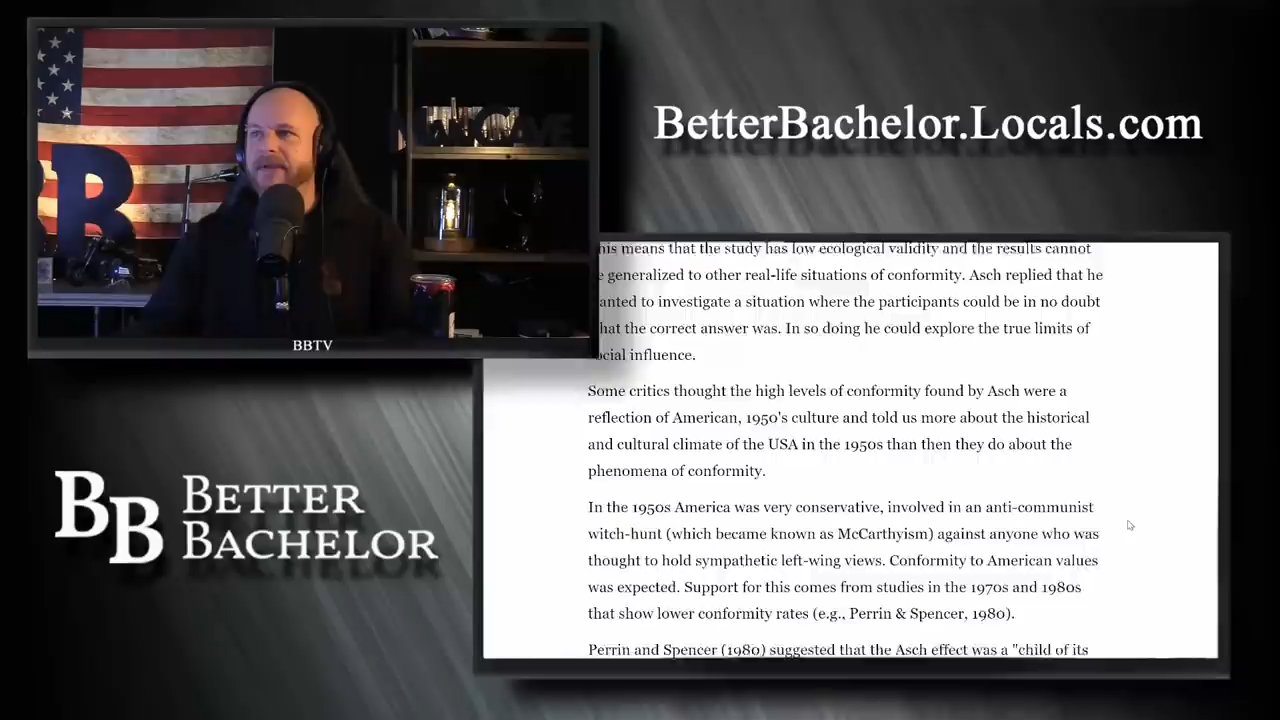 BetterBachelor.Locals.com
BBTV
his means that the study has low ecological validity and the results cannot
e generalized to other real-life situations of conformity. Asch replied that he
anted to investigate a situation where the participants could be in no doubt
hat the correct answer was. In so doing he could explore the true limits of
ocial influence.
Some critics thought the high levels of conformity found by Asch were a
reflection of American, 1950's culture and told us more about the historical
and cultural climate of the USA in the 1950s than then they do about the
phenomena of conformity.
In the 1950s America was very conservative, involved in an anti-communist
witch-hunt (which became known as McCarthyism) against anyone who was
thought to hold sympathetic left-wing views. Conformity to American values
was expected. Support for this comes from studies in the 1970s and 1980s
that show lower conformity rates (e.g., Perrin & Spencer, 1980).
Perrin and Spencer (1980) suggested that the Asch effect was a "child of its
BB
BETTER
BACHELOR